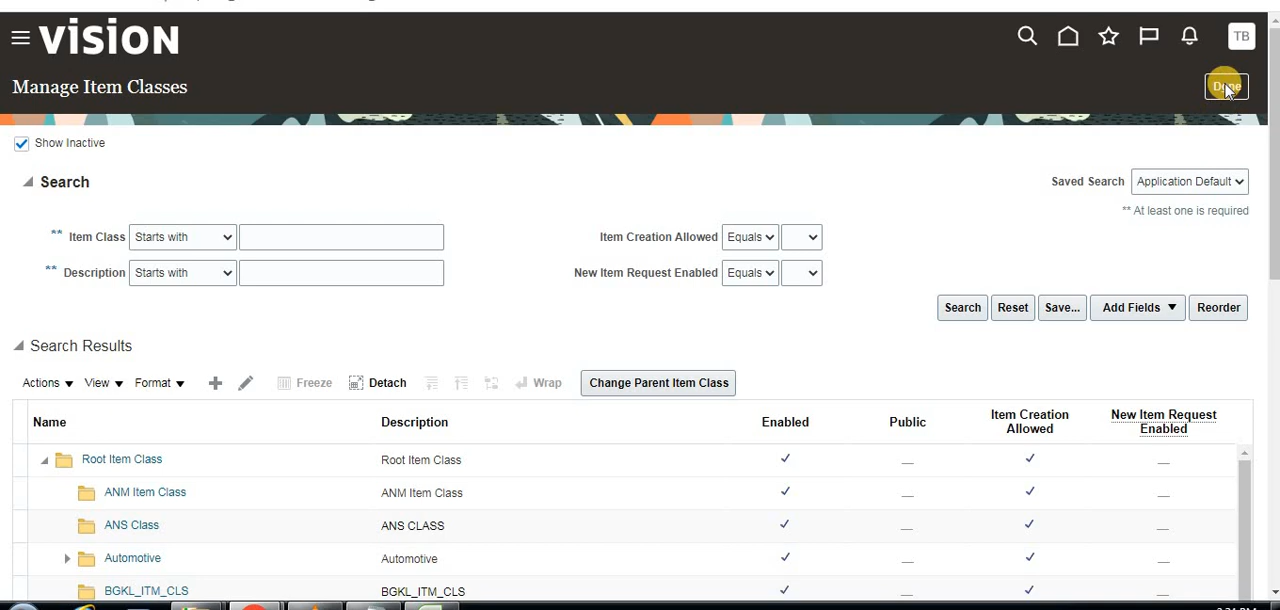 vision
TB
Manage Item Classes
Done
Show Inactive
Search
Saved Search Application Default
** At least one is required
** Item Class Starts with
Item Creation Allowed Equals
** Description Starts with
New Item Request Enabled Equals
Search Reset Save... Add Fields Reorder
Search Results
Actions View Format Freeze Detach Wrap Change Parent Item Class
Name Description Enabled Public Item Creation Allowed New Item Request Enabled
Root Item Class Root Item Class
ANM Item Class ANM Item Class
ANS Class ANS CLASS
Automotive Automotive
BGKL_ITM_CLS BGKL_ITM_CLS